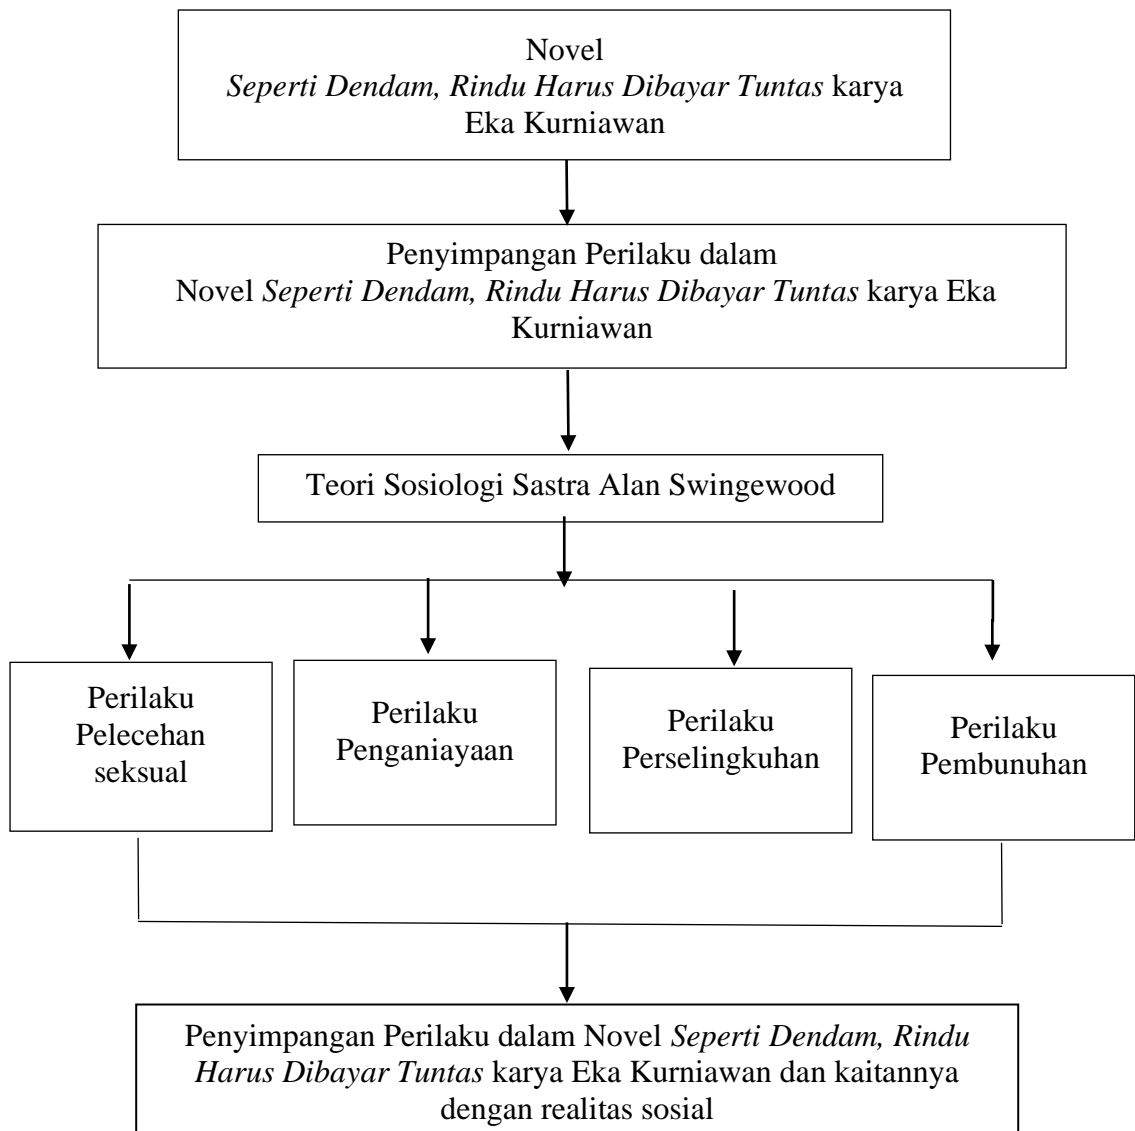 Novel
Seperti Dendam, Rindu Harus Dibayar Tuntas karya
Eka Kurniawan
Penyimpangan Perilaku dalam
Novel Seperti Dendam, Rindu Harus Dibayar Tuntas karya Eka
Kurniawan
Teori Sosiologi Sastra Alan Swingewood
Perilaku
Pelecehan
seksual
Perilaku
Penganiayaan
Perilaku
Perselingkuhan
Perilaku
Pembunuhan
Penyimpangan Perilaku dalam Novel Seperti Dendam, Rindu
Harus Dibayar Tuntas karya Eka Kurniawan dan kaitannya
dengan realitas sosial